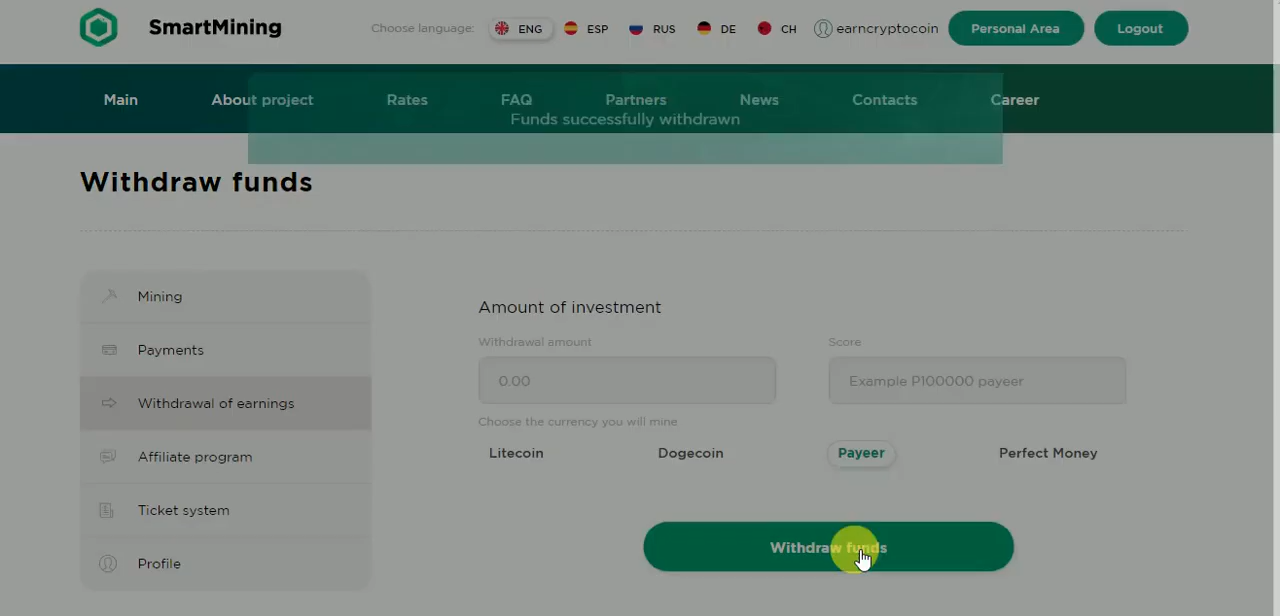 SmartMining
Choose language: ENG ESP RUS DE CH earncryptocoin Personal Area Logout
Main About project Rates FAQ Partners News Contacts Career
Funds successfully withdrawn
Withdraw funds
Mining
Payments
Withdrawal of earnings
Affiliate program
Ticket system
Profile
Amount of investment
Withdrawal amount Score
0.00 Example P100000 payeer
Choose the currency you will mine
Litecoin Dogecoin Payeer Perfect Money
Withdraw funds